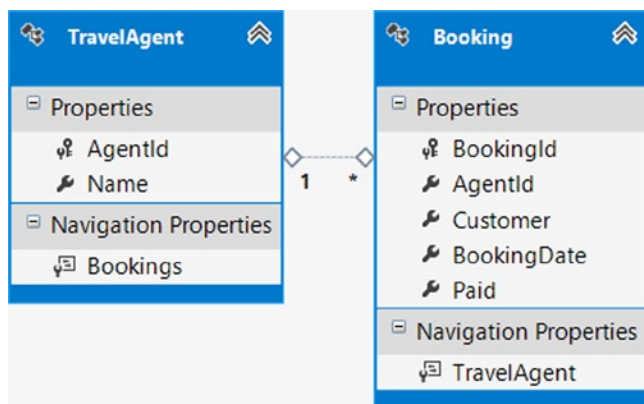 TravelAgent
Properties
AgentId
Name
Navigation Properties
Bookings
1 *
Booking
Properties
BookingId
AgentId
Customer
BookingDate
Paid
Navigation Properties
TravelAgent